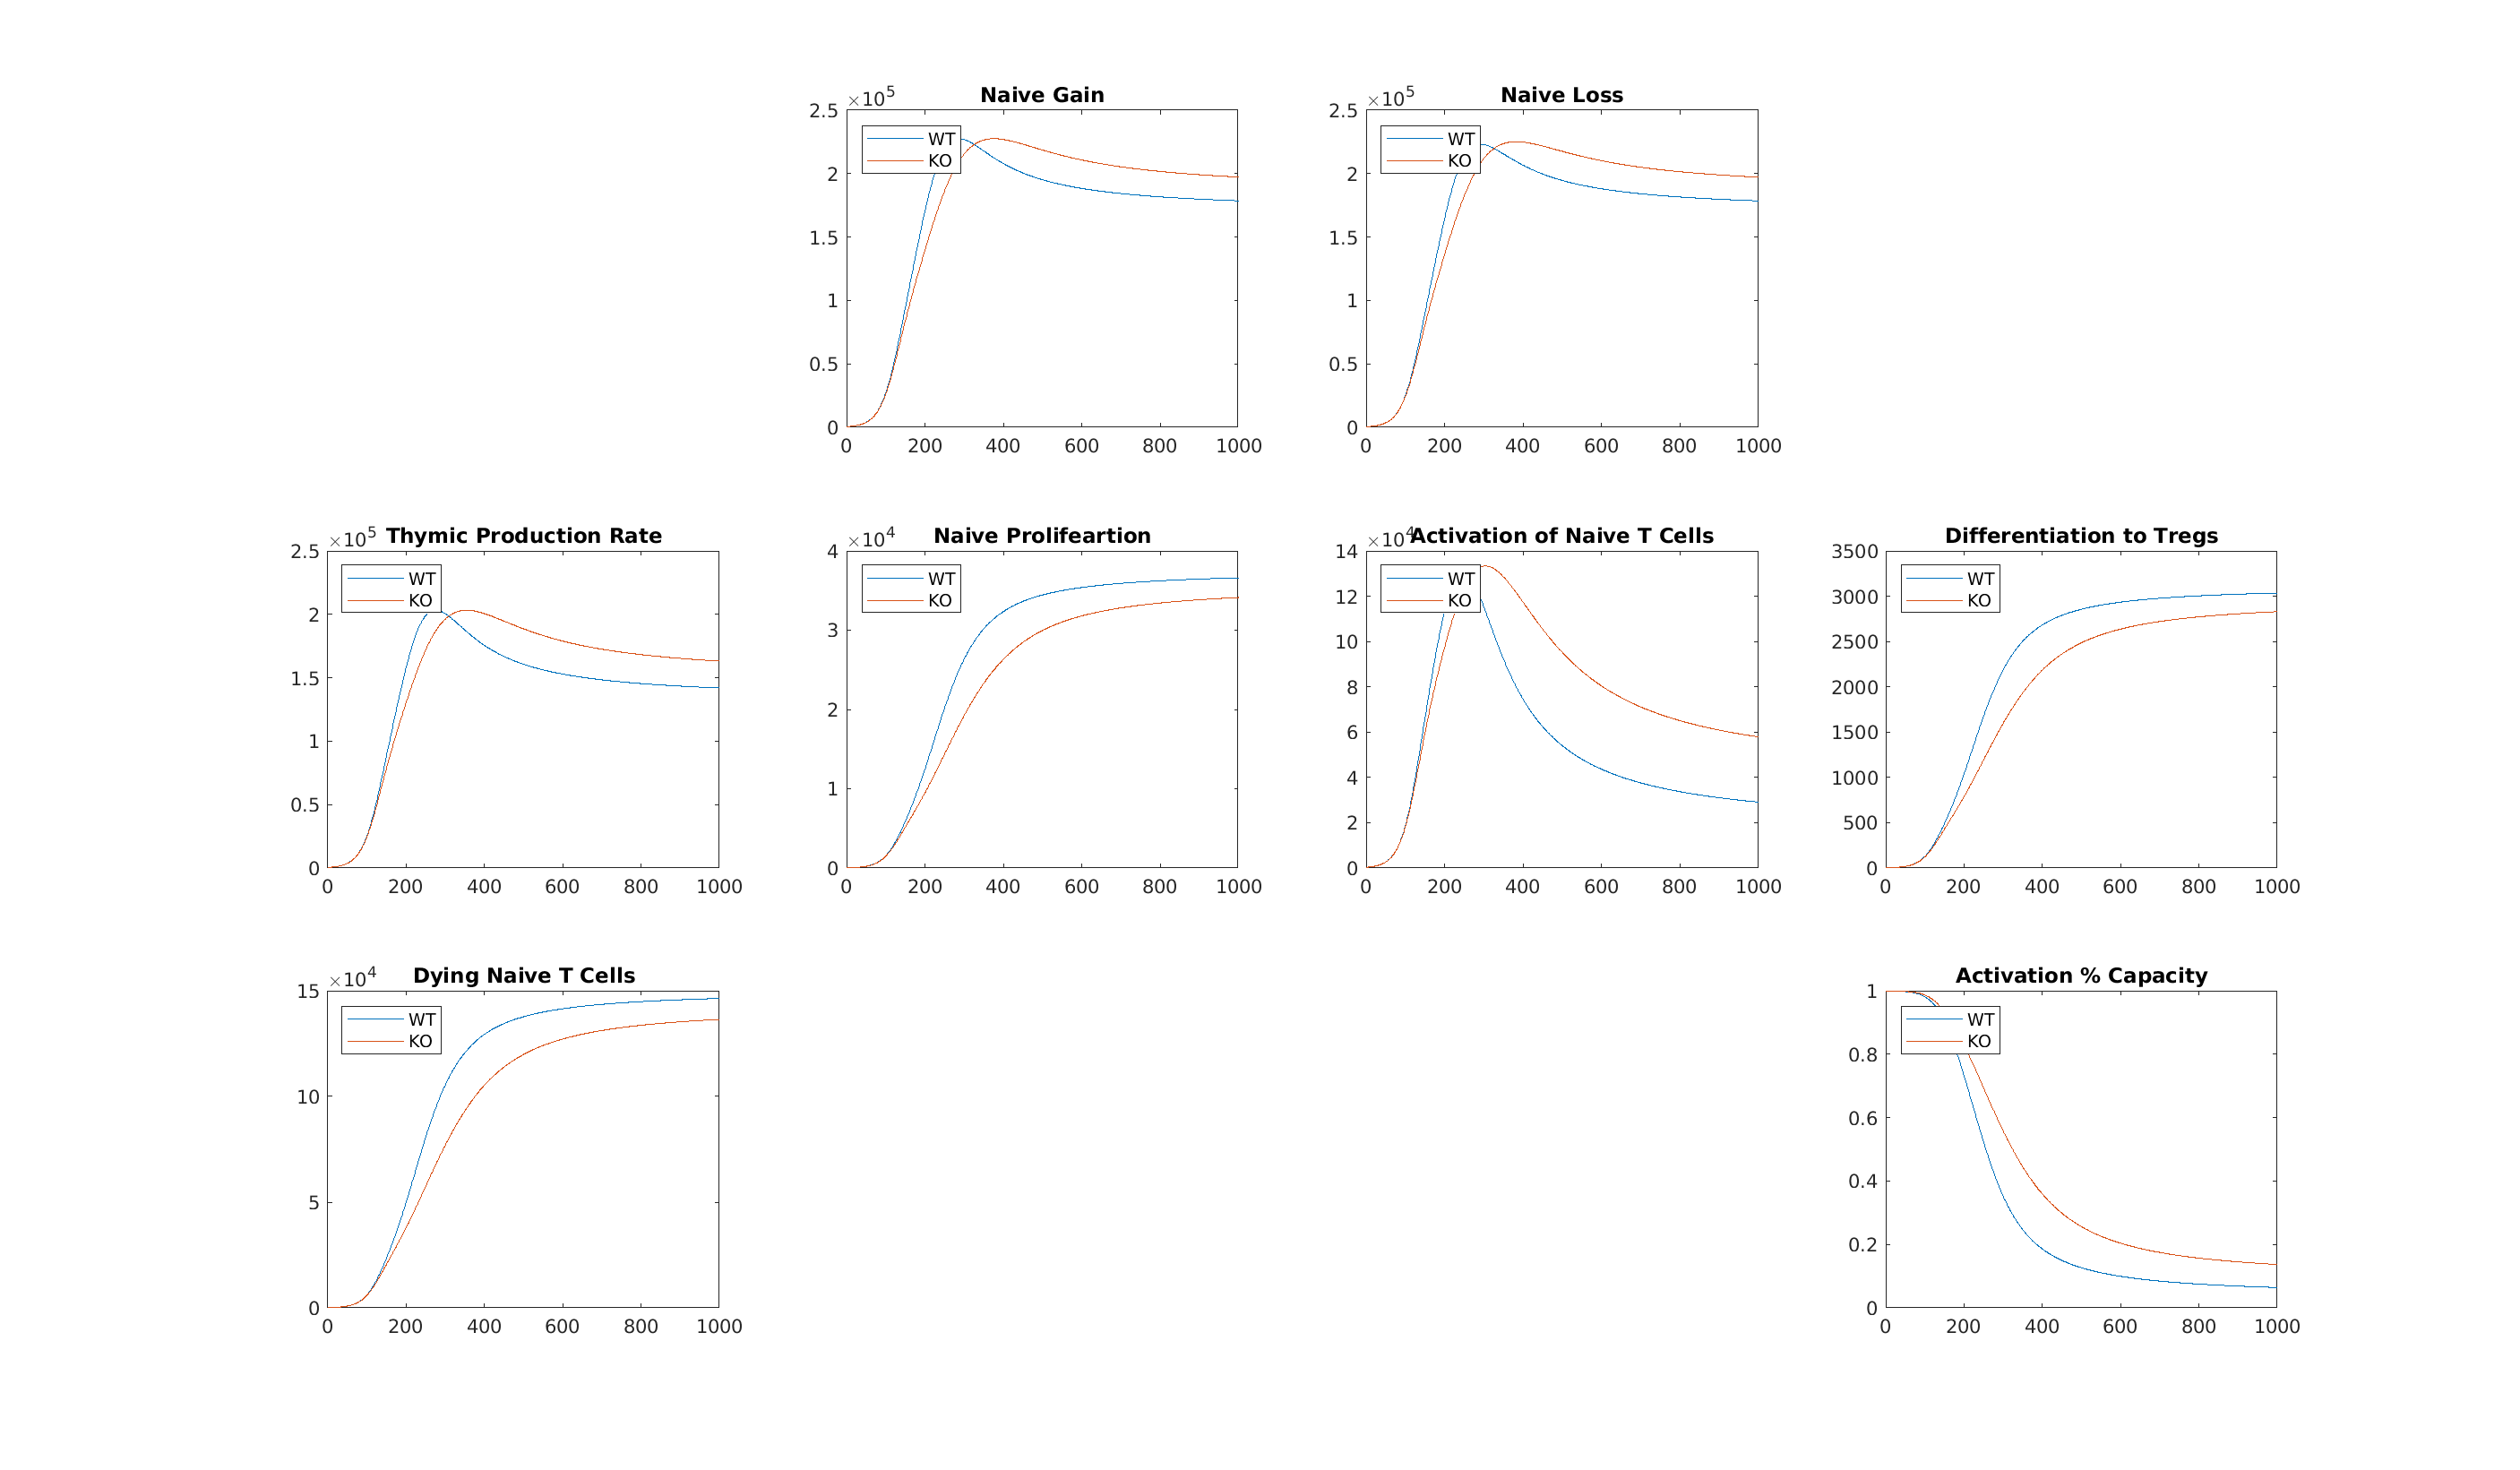 Naive Gain
×10^5
2.5
2
1.5
1
0.5
0
0 200 400 600 800 1000
WT
KO
Naive Loss
×10^5
2.5
2
1.5
1
0.5
0
0 200 400 600 800 1000
WT
KO
Thymic Production Rate
×10^5
2.5
2
1.5
1
0.5
0
0 200 400 600 800 1000
WT
KO
Naive Prolifeartion
×10^4
4
3
2
1
0
0 200 400 600 800 1000
WT
KO
Activation of Naive T Cells
×10^4
14
12
10
8
6
4
2
0
0 200 400 600 800 1000
WT
KO
Differentiation to Tregs
3500
3000
2500
2000
1500
1000
500
0
0 200 400 600 800 1000
WT
KO
Dying Naive T Cells
×10^4
15
10
5
0
0 200 400 600 800 1000
WT
KO
Activation % Capacity
1
0.8
0.6
0.4
0.2
0
0 200 400 600 800 1000
WT
KO